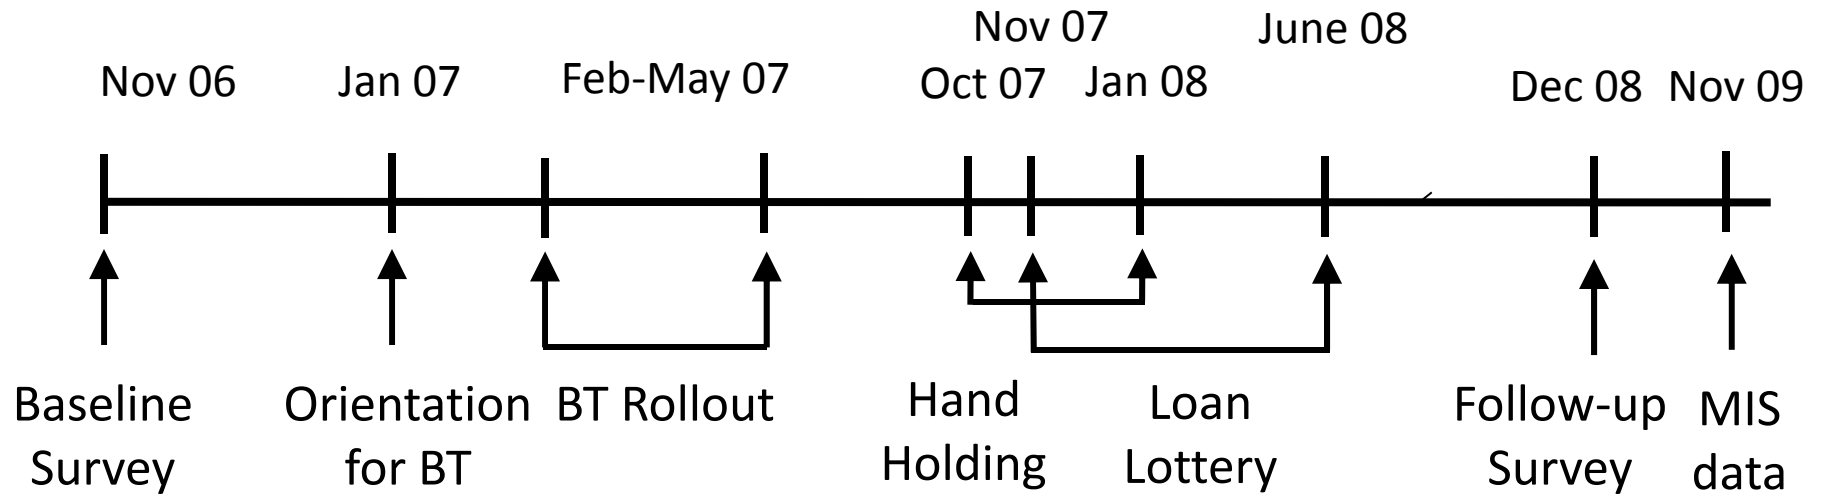 Nov 07
June 08
Nov 06
Jan 07
Feb-May 07
Oct 07
Jan 08
Dec 08
Nov 09
Baseline
Survey
Orientation
for BT
BT Rollout
Hand
Holding
Loan
Lottery
Follow-up
Survey
MIS
data